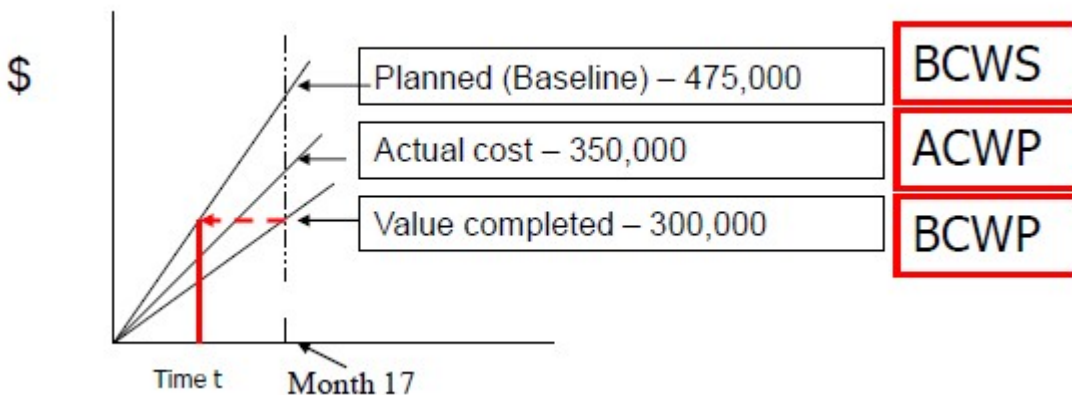 $
Planned (Baseline) – 475,000
BCWS
Actual cost – 350,000
ACWP
Value completed – 300,000
BCWP
Time t
Month 17